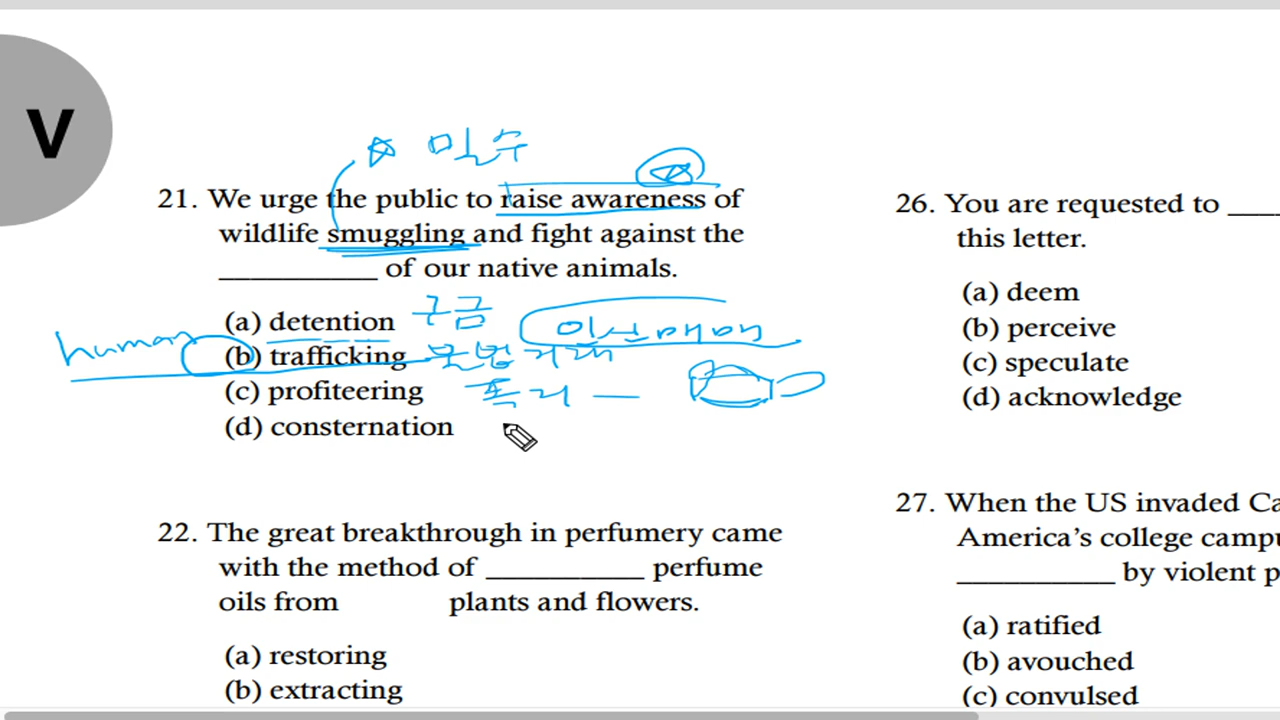 V
☆ 밀수
21. We urge the public to raise awareness of
wildlife smuggling and fight against the
__________ of our native animals.
(a) detention 구금
인신매매
human
(b) trafficking 불법거래
(c) profiteering 폭리 —
(d) consternation
22. The great breakthrough in perfumery came
with the method of __________ perfume
oils from plants and flowers.
(a) restoring
(b) extracting
26. You are requested to ____
this letter.
(a) deem
(b) perceive
(c) speculate
(d) acknowledge
27. When the US invaded Ca
America’s college camp
__________ by violent p
(a) ratified
(b) avouched
(c) convulsed